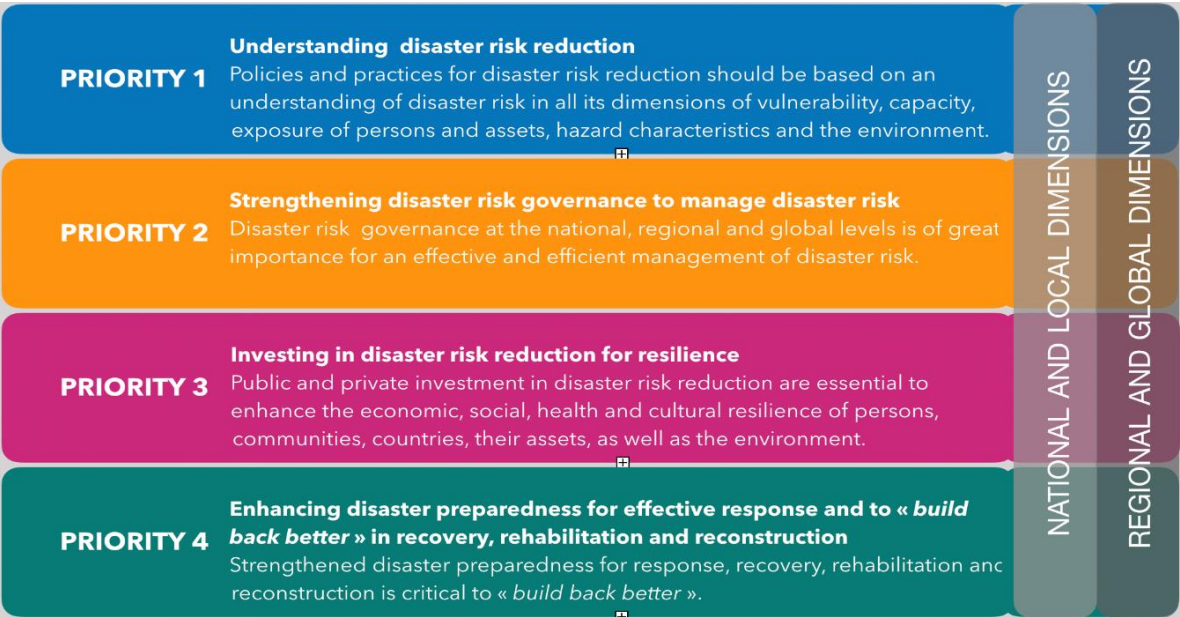 PRIORITY 1
Understanding disaster risk reduction
Policies and practices for disaster risk reduction should be based on an
understanding of disaster risk in all its dimensions of vulnerability, capacity,
exposure of persons and assets, hazard characteristics and the environment.
PRIORITY 2
Strengthening disaster risk governance to manage disaster risk
Disaster risk governance at the national, regional and global levels is of great
importance for an effective and efficient management of disaster risk.
PRIORITY 3
Investing in disaster risk reduction for resilience
Public and private investment in disaster risk reduction are essential to
enhance the economic, social, health and cultural resilience of persons,
communities, countries, their assets, as well as the environment.
PRIORITY 4
Enhancing disaster preparedness for effective response and to « build
back better » in recovery, rehabilitation and reconstruction
Strengthened disaster preparedness for response, recovery, rehabilitation and
reconstruction is critical to « build back better ».
NATIONAL AND LOCAL DIMENSIONS
REGIONAL AND GLOBAL DIMENSIONS